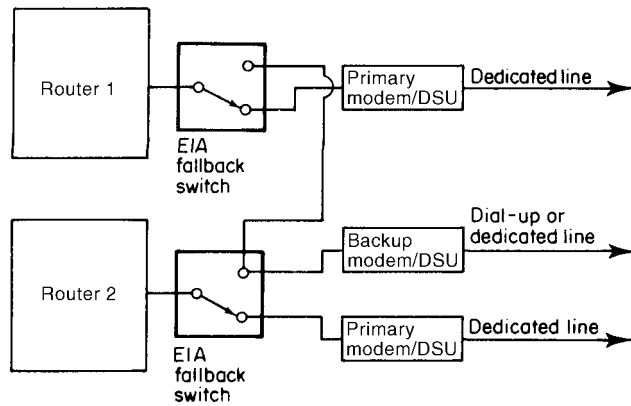 Router 1
EIA
fallback
switch
Primary
modem/DSU
Dedicated line
Router 2
EIA
fallback
switch
Backup
modem/DSU
Dial-up or
dedicated line
Primary
modem/DSU
Dedicated line